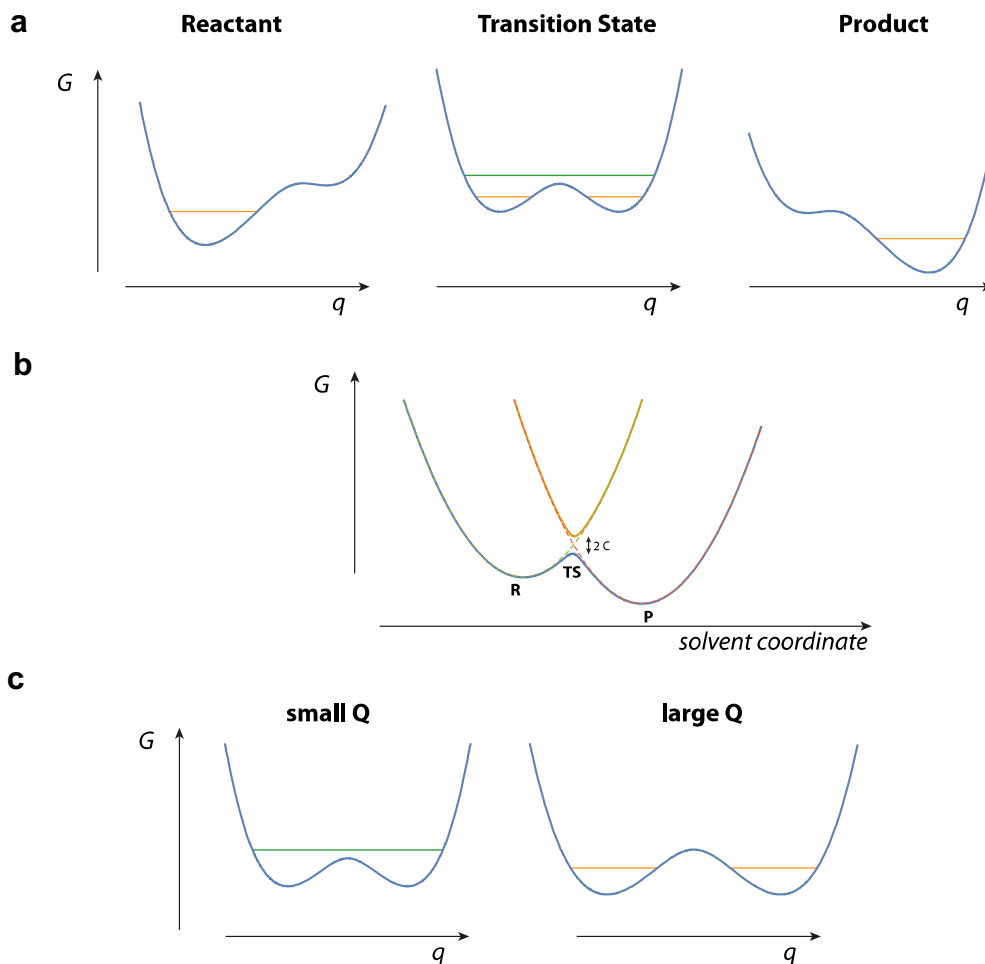 a
Reactant
Transition State
Product
G
q
q
q
b
G
2 C
TS
R
P
solvent coordinate
c
small Q
large Q
G
q
q